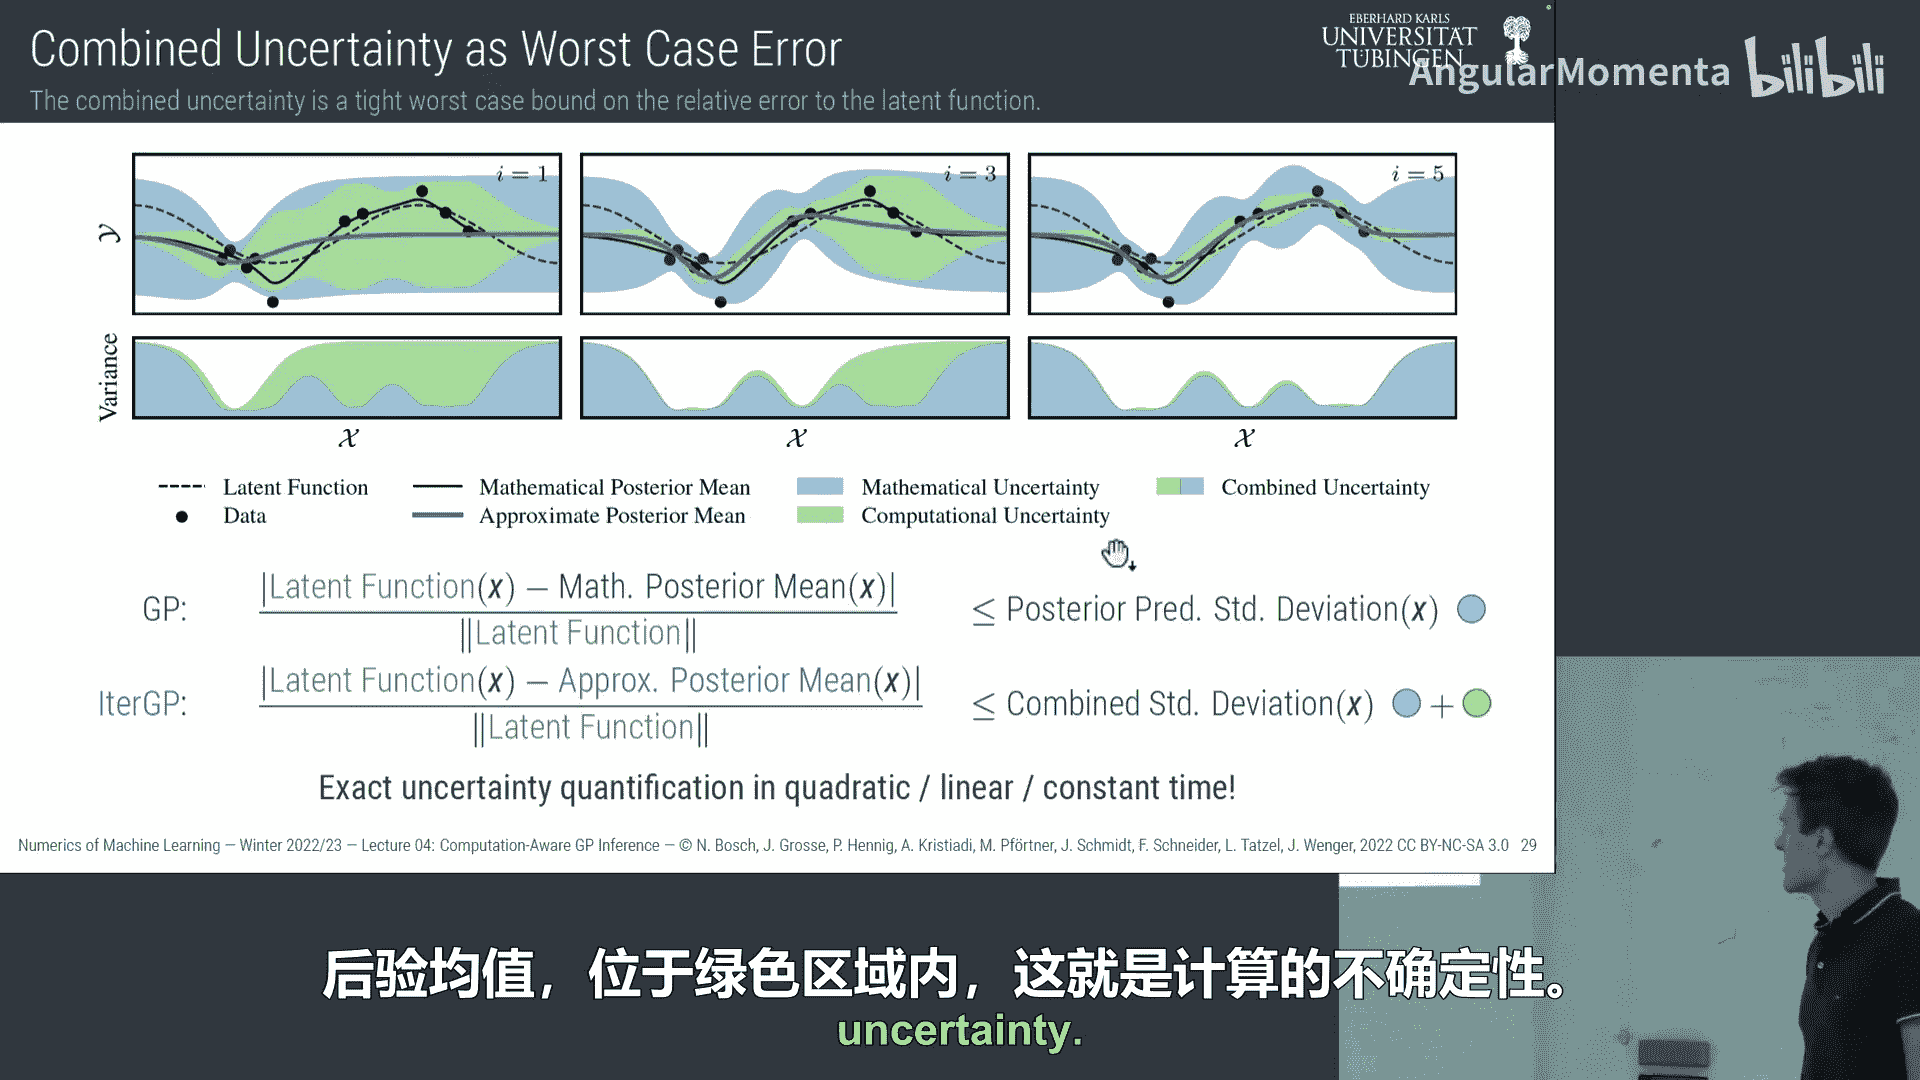 Combined Uncertainty as Worst Case Error
The combined uncertainty is a tight worst case bound on the relative error to the latent function.
EBERHARD KARLS
UNIVERSITÄT
TÜBINGEN
AngularMomenta bilibili
i = 1
i = 3
i = 5
𝒴
Variance
𝒳
𝒳
𝒳
Latent Function
Mathematical Posterior Mean
Mathematical Uncertainty
Combined Uncertainty
Data
Approximate Posterior Mean
Computational Uncertainty
GP: |Latent Function(x) − Math. Posterior Mean(x)| / ‖Latent Function‖ ≤ Posterior Pred. Std. Deviation(x)
IterGP: |Latent Function(x) − Approx. Posterior Mean(x)| / ‖Latent Function‖ ≤ Combined Std. Deviation(x) +
Exact uncertainty quantification in quadratic / linear / constant time!
Numerics of Machine Learning — Winter 2022/23 — Lecture 04: Computation-Aware GP Inference — © N. Bosch, J. Grosse, P. Hennig, A. Kristiadi, M. Pförtner, J. Schmidt, F. Schneider, L. Tatzel, J. Wenger, 2022 CC BY-NC-SA 3.0 29
后验均值，位于绿色区域内，这就是计算的不确定性。
uncertainty.